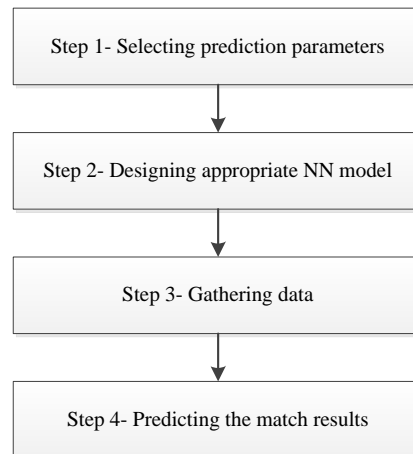 Step 1- Selecting prediction parameters
Step 2- Designing appropriate NN model
Step 3- Gathering data
Step 4- Predicting the match results